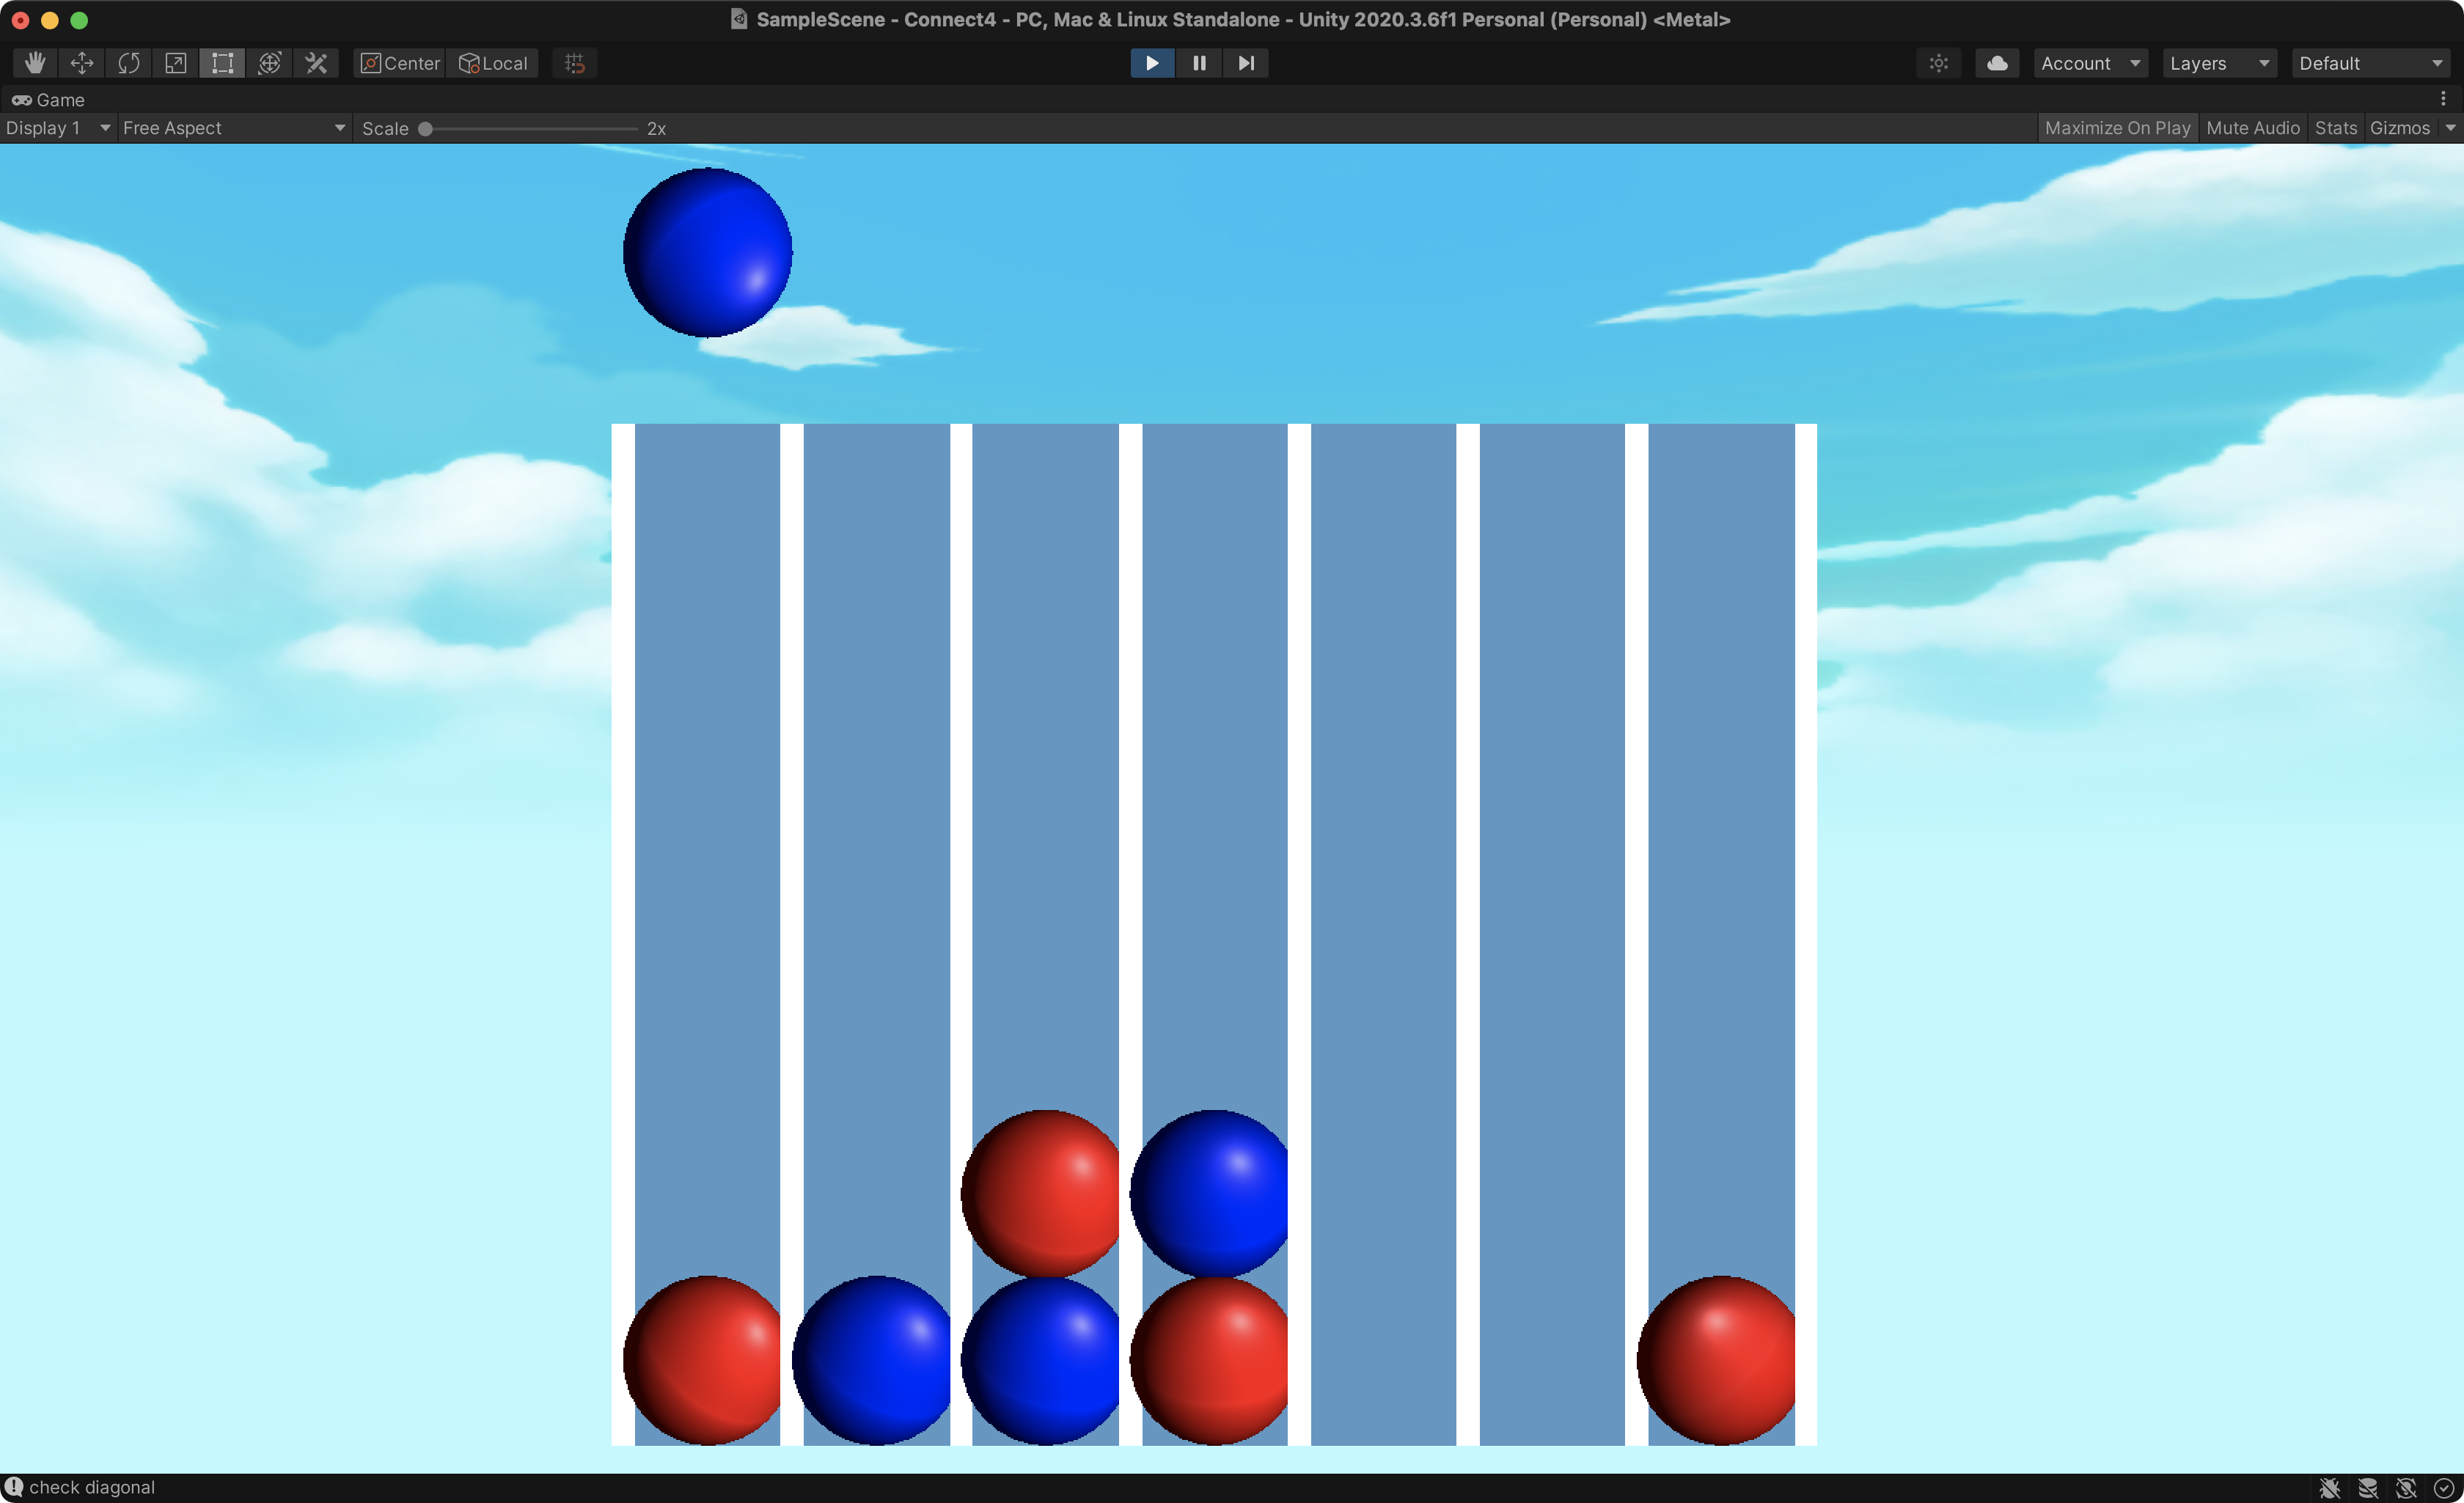 SampleScene - Connect4 - PC, Mac & Linux Standalone - Unity 2020.3.6f1 Personal (Personal) <Metal>
Center Local Account Layers Default
Game
Display 1 Free Aspect Scale 2x Maximize On Play Mute Audio Stats Gizmos
check diagonal